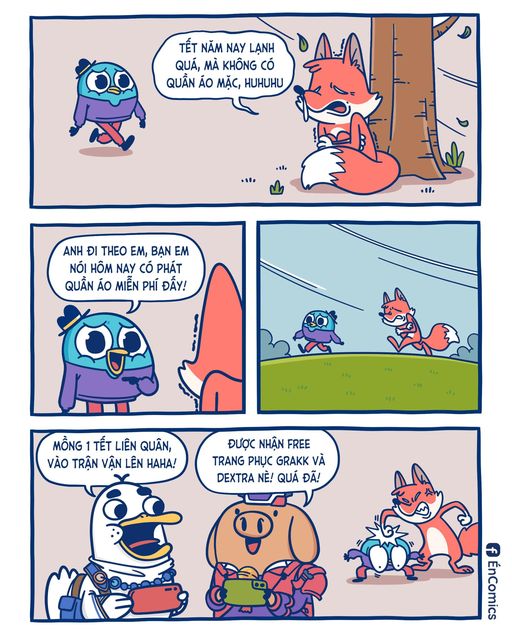 TẾT NĂM NAY LẠNH
QUÁ, MÀ KHÔNG CÓ
QUẦN ÁO MẶC, HUHUHU
ANH ĐI THEO EM, BẠN EM
NÓI HÔM NAY CÓ PHÁT
QUẦN ÁO MIỄN PHÍ ĐẤY!
MỒNG 1 TẾT LIÊN QUÂN,
VÀO TRẬN VẬN LÊN HAHA!
ĐƯỢC NHẬN FREE
TRANG PHỤC GRAKK VÀ
DEXTRA NÈ! QUÁ ĐÃ!
f ÉnComics